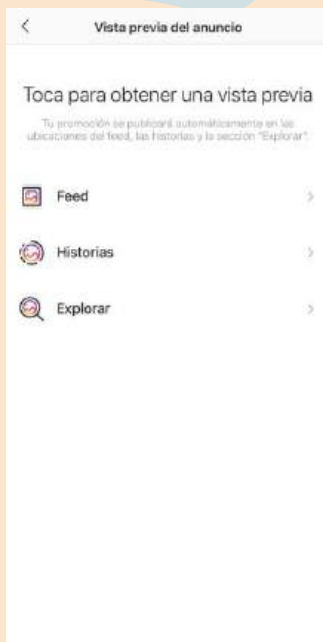 Vista previa del anuncio
Toca para obtener una vista previa
Tu promoción se publicará automáticamente en las
ubicaciones del feed, las historias y la sección "Explorar".
Feed
Historias
Explorar